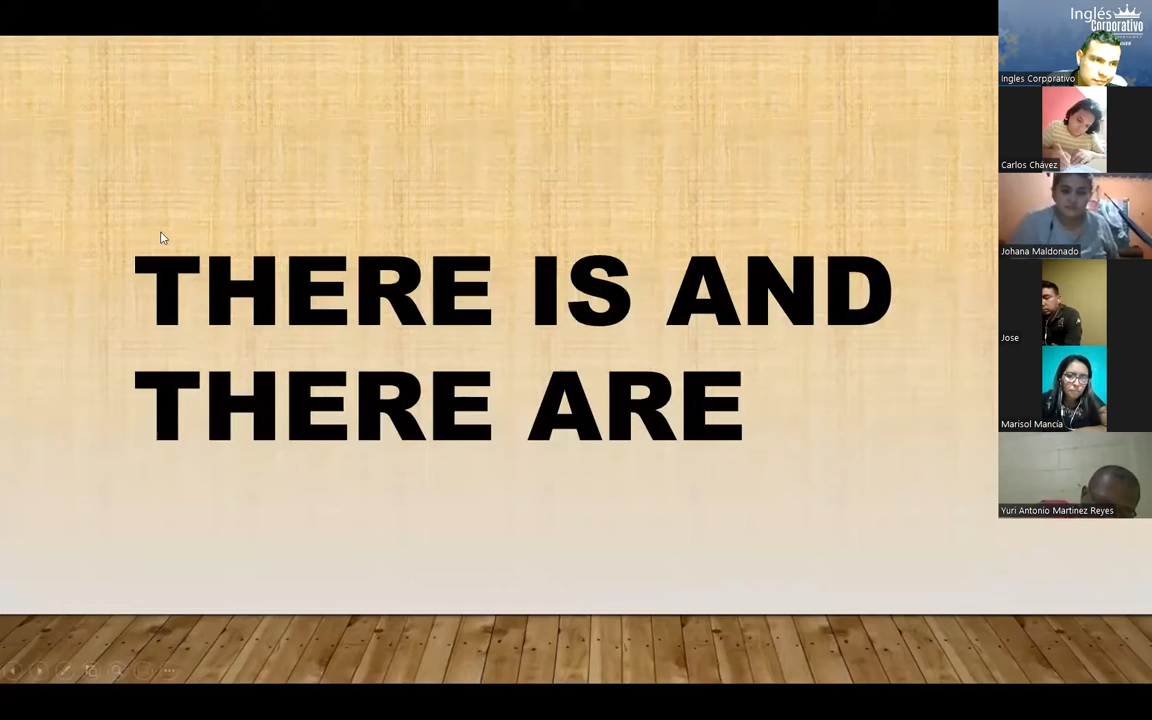 THERE IS AND
THERE ARE
Inglés
Corporativo
Ingles Corporativo
Carlos Chávez
Johana Maldonado
Jose
Marisol Mancía
Yuri Antonio Martinez Reyes